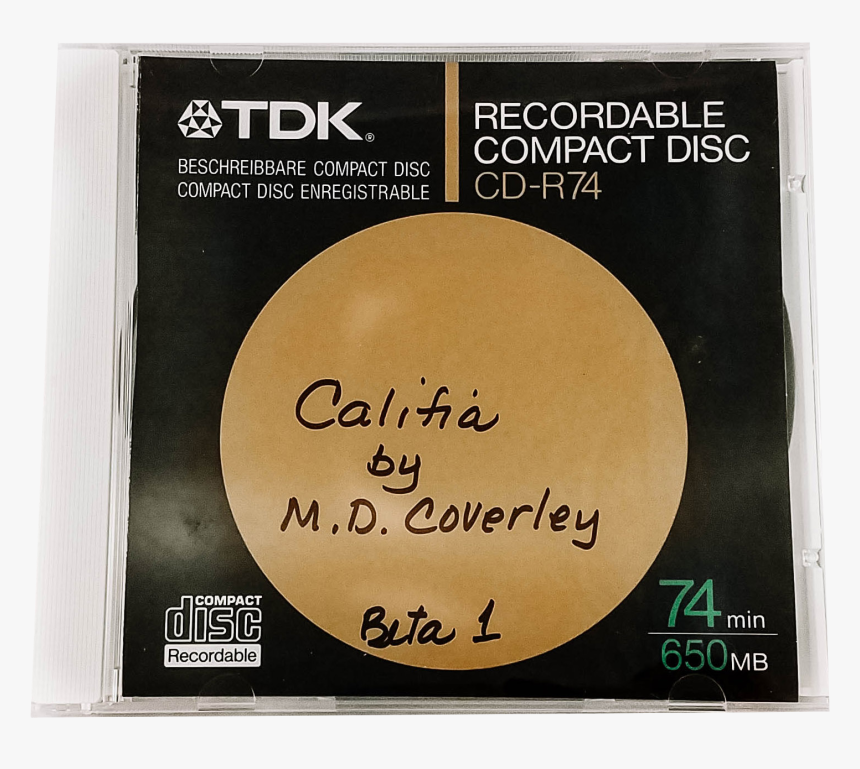 TDK®
BESCHREIBBARE COMPACT DISC
COMPACT DISC ENREGISTRABLE
RECORDABLE
COMPACT DISC
CD-R74
Califia
by
M.D. Coverley
Beta 1
COMPACT
disc
Recordable
74 min
650MB